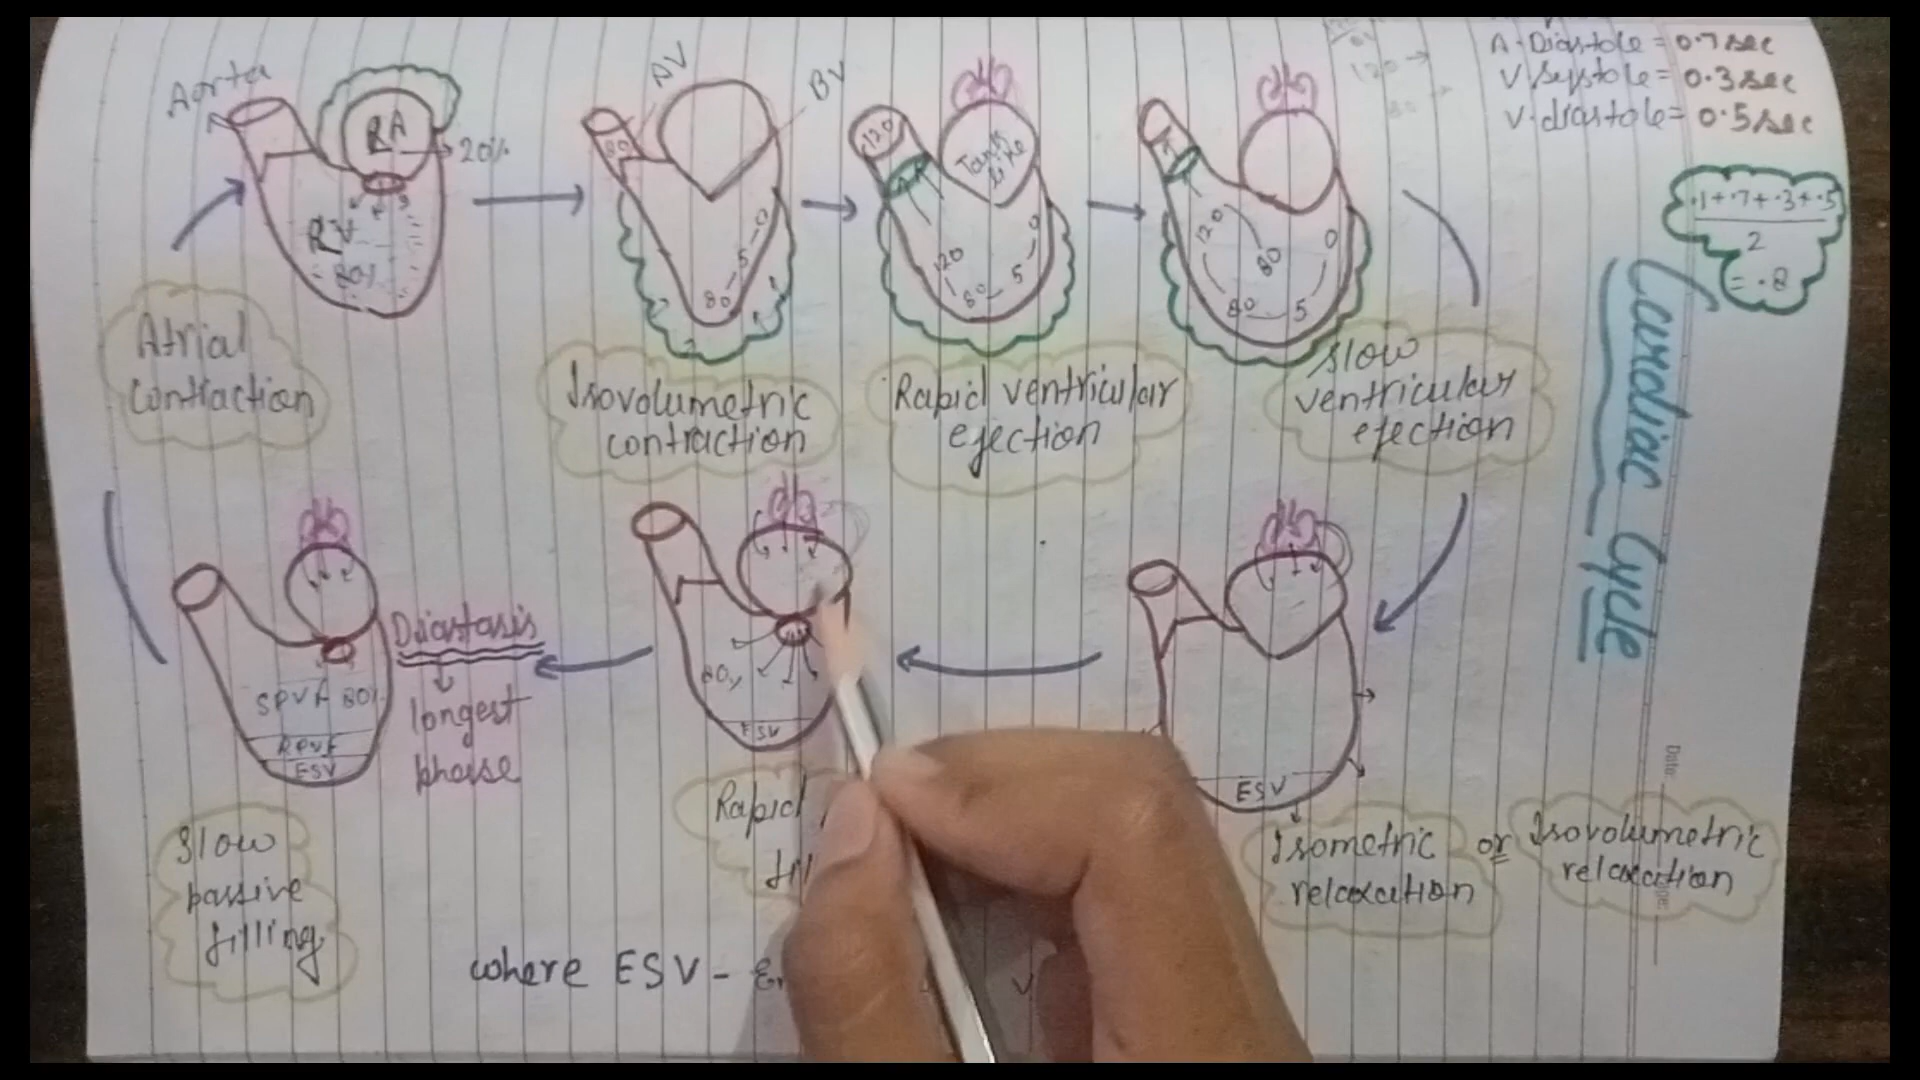 A. Diastole = 0.7 sec
V. systole = 0.3 sec
V. diastole = 0.5 sec
.1+.7+.3+.5
2
= .8
Cardiac Cycle
Aorta
RA
20%
RV
80%
Atrial
contraction
AV
BV
80
0
5
80
Isovolumetric
contraction
120
Tank
like
120
80
5
0
Rapid ventricular
ejection
120
80
80
5
0
Slow
ventricular
ejection
ESV
Isometric or Isovolumetric
relaxation relaxation
80%
ESV
Rapid
Diastasis
longest
phase
SPVF 80%
RPVF
ESV
Slow
passive
filling
where ESV -
Date: